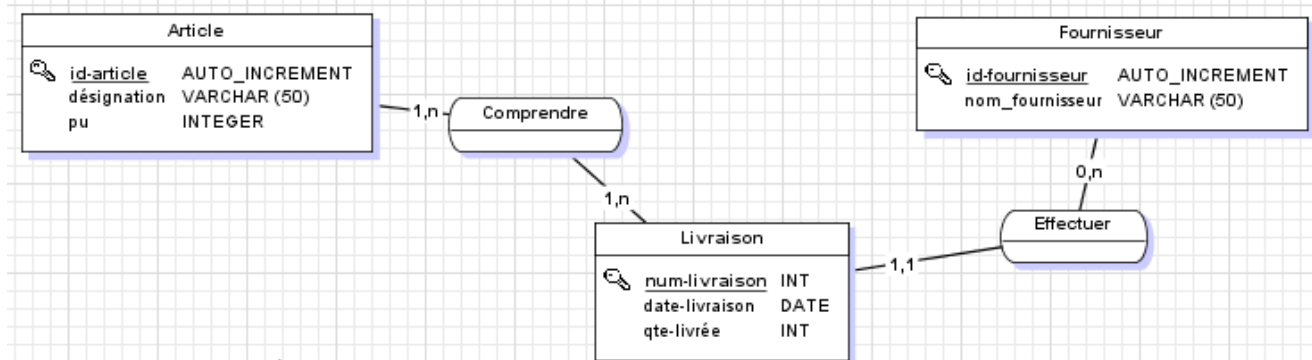 Article
id-article AUTO_INCREMENT
désignation VARCHAR (50)
pu INTEGER
1,n
Comprendre
1,n
Fournisseur
id-fournisseur AUTO_INCREMENT
nom_fournisseur VARCHAR (50)
0,n
Effectuer
1,1
Livraison
num-livraison INT
date-livraison DATE
qte-livrée INT